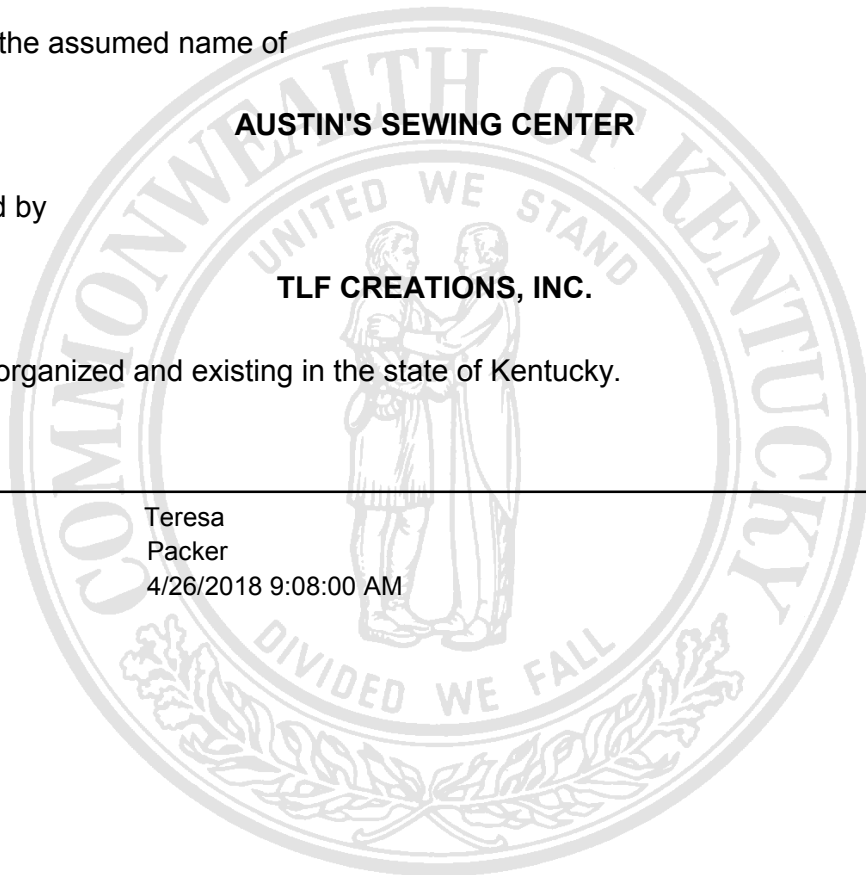 the assumed name of
AUSTIN'S SEWING CENTER
d by
TLF CREATIONS, INC.
organized and existing in the state of Kentucky.
Teresa
Packer
4/26/2018 9:08:00 AM
COMMONWEALTH OF KENTUCKY
UNITED WE STAND
DIVIDED WE FALL